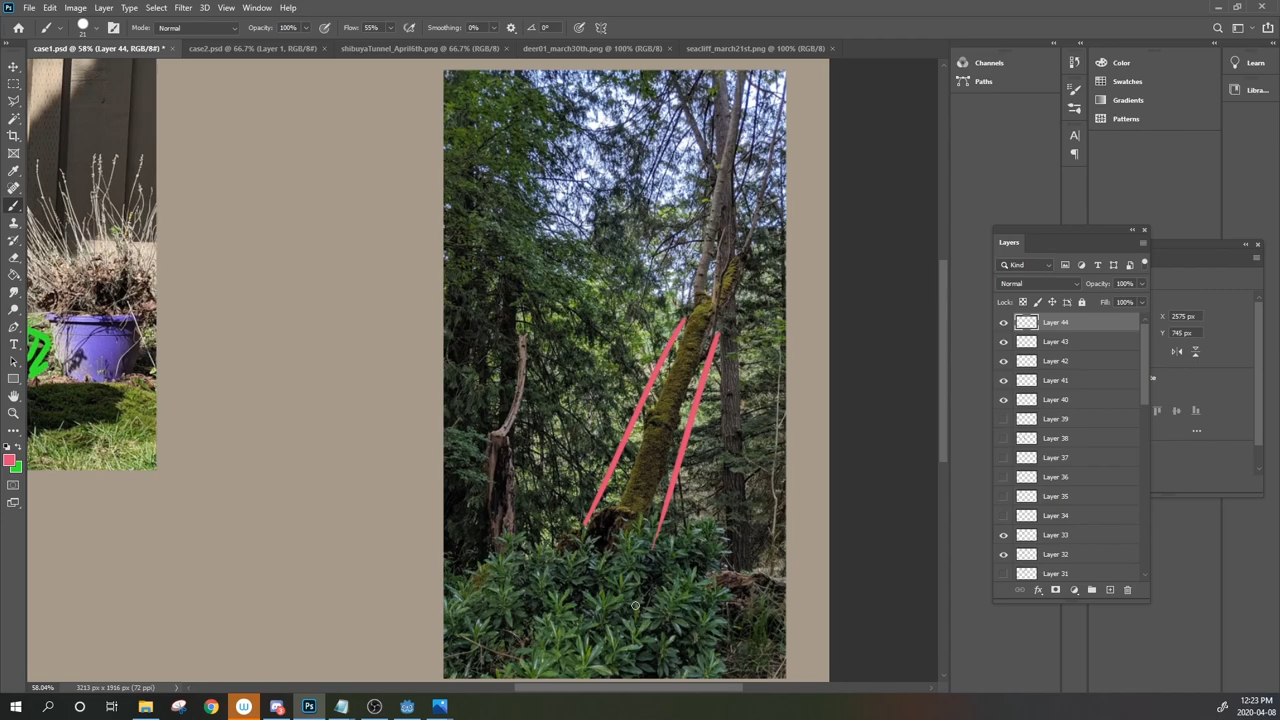 File Edit Image Layer Type Select Filter 3D View Window Help
21 Mode: Normal Opacity: 100% Flow: 55% Smoothing: 0% 0°
case1.psd @ 58% (Layer 44, RGB/8#) * × case2.psd @ 66.7% (Layer 1, RGB/8#) × shibuyaTunnel_April6th.png @ 66.7% (RGB/8) × deer01_march30th.png @ 100% (RGB/8) × seacliff_march21st.png @ 100% (RGB/8) ×
Channels
Paths
Color
Swatches
Gradients
Patterns
Learn
Libra...
Layers
Kind
Normal Opacity: 100%
Lock: Fill: 100%
X 2575 px
Y 745 px
Layer 44
Layer 43
Layer 42
Layer 41
Layer 40
Layer 39
Layer 38
Layer 37
Layer 36
Layer 35
Layer 34
Layer 33
Layer 32
Layer 31
58.04% 3213 px x 1916 px (72 ppi)
12:23 PM
2020-04-08